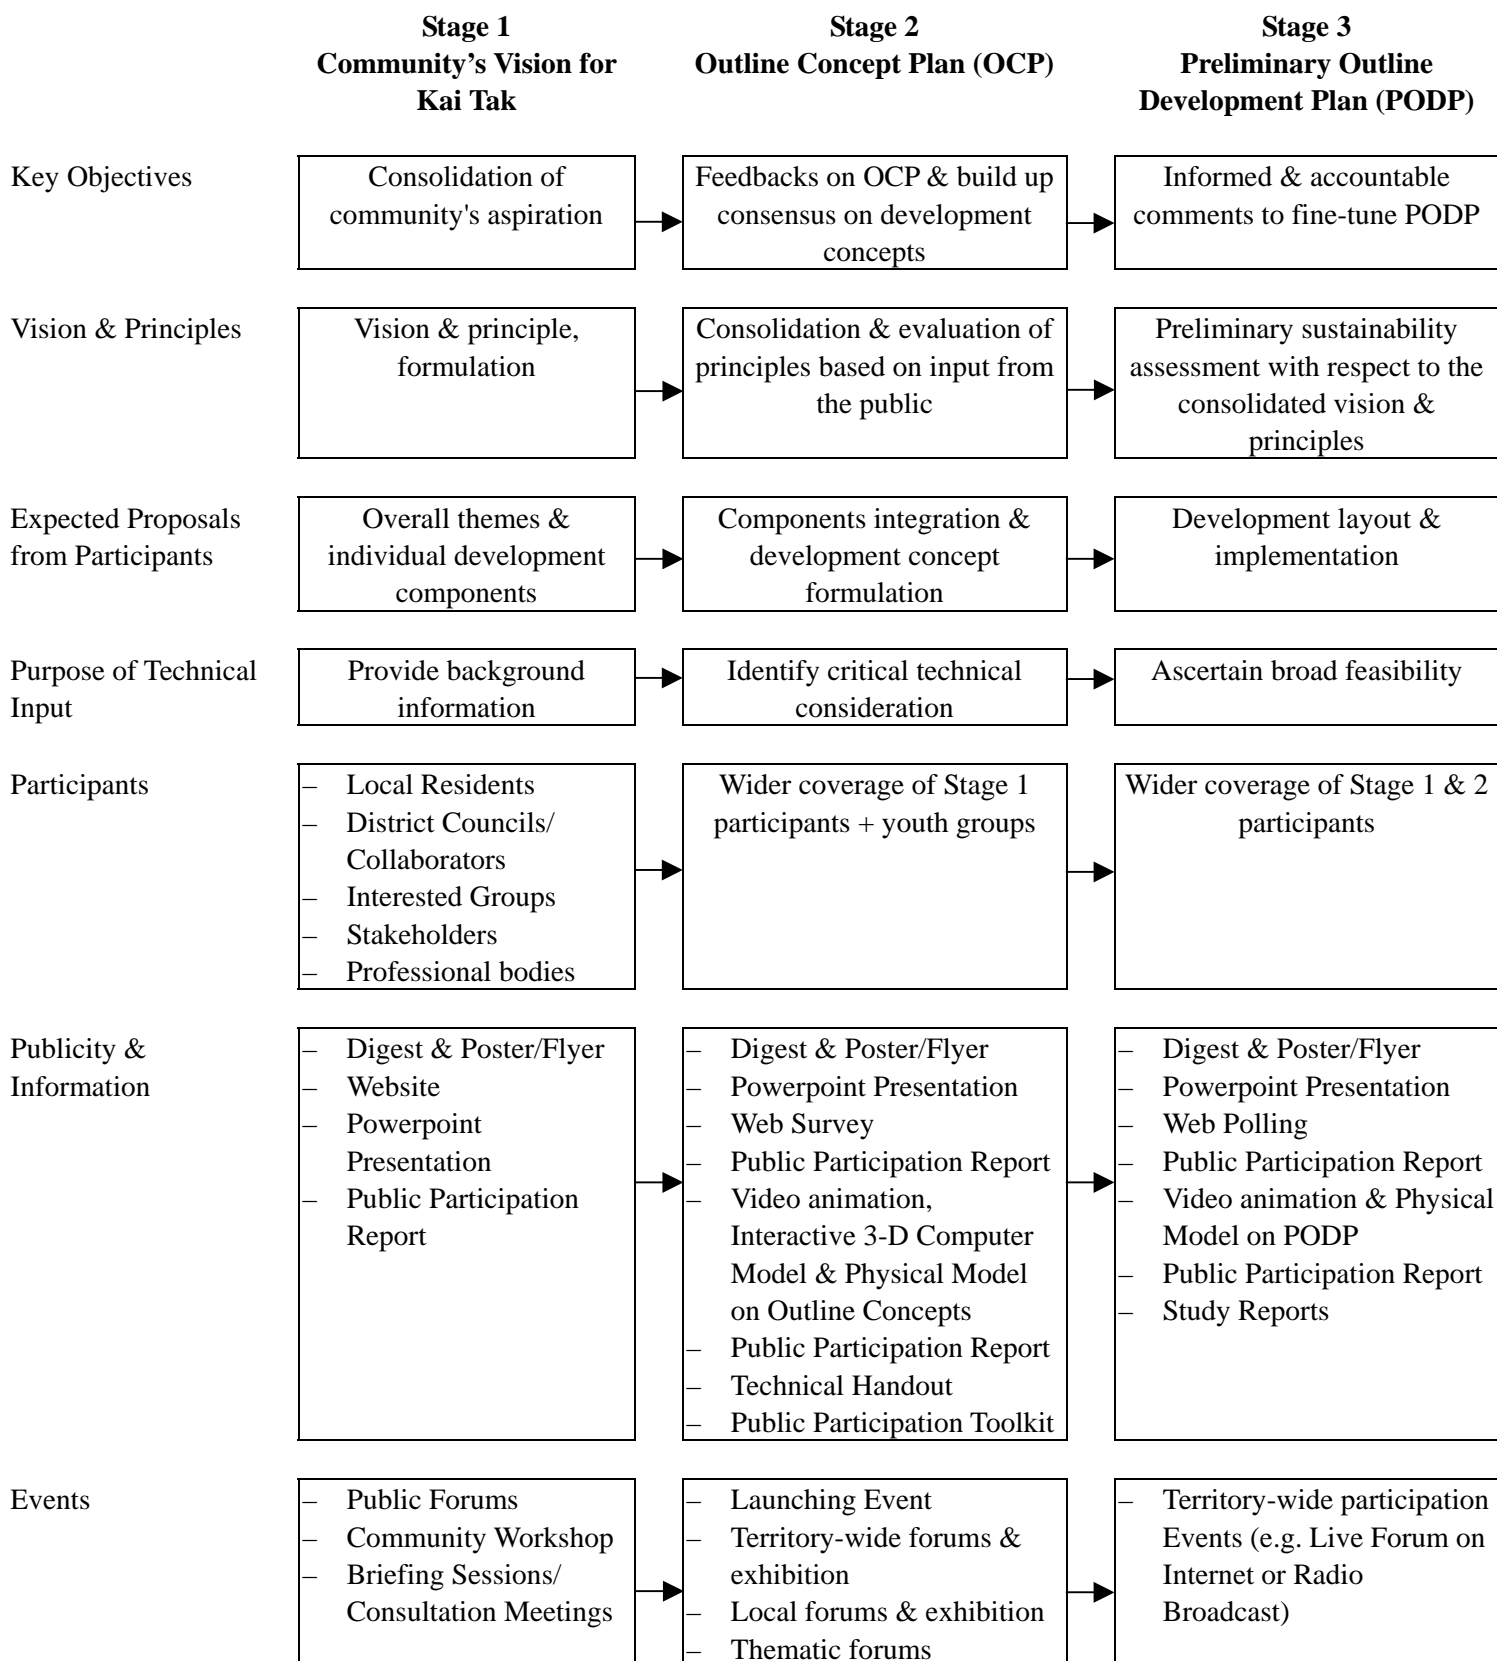 Stage 1
Community’s Vision for
Kai Tak
Stage 2
Outline Concept Plan (OCP)
Stage 3
Preliminary Outline
Development Plan (PODP)
Key Objectives
Consolidation of
community's aspiration
Feedbacks on OCP & build up
consensus on development
concepts
Informed & accountable
comments to fine-tune PODP
Vision & Principles
Vision & principle,
formulation
Consolidation & evaluation of
principles based on input from
the public
Preliminary sustainability
assessment with respect to the
consolidated vision &
principles
Expected Proposals
from Participants
Overall themes &
individual development
components
Components integration &
development concept
formulation
Development layout &
implementation
Purpose of Technical
Input
Provide background
information
Identify critical technical
consideration
Ascertain broad feasibility
Participants
– Local Residents
– District Councils/
Collaborators
– Interested Groups
– Stakeholders
– Professional bodies
Wider coverage of Stage 1
participants + youth groups
Wider coverage of Stage 1 & 2
participants
Publicity &
Information
– Digest & Poster/Flyer
– Website
– Powerpoint
Presentation
– Public Participation
Report
– Digest & Poster/Flyer
– Powerpoint Presentation
– Web Survey
– Public Participation Report
– Video animation,
Interactive 3-D Computer
Model & Physical Model
on Outline Concepts
– Public Participation Report
– Technical Handout
– Public Participation Toolkit
– Digest & Poster/Flyer
– Powerpoint Presentation
– Web Polling
– Public Participation Report
– Video animation & Physical
Model on PODP
– Public Participation Report
– Study Reports
Events
– Public Forums
– Community Workshop
– Briefing Sessions/
Consultation Meetings
– Launching Event
– Territory-wide forums &
exhibition
– Local forums & exhibition
– Thematic forums
– Territory-wide participation
Events (e.g. Live Forum on
Internet or Radio
Broadcast)